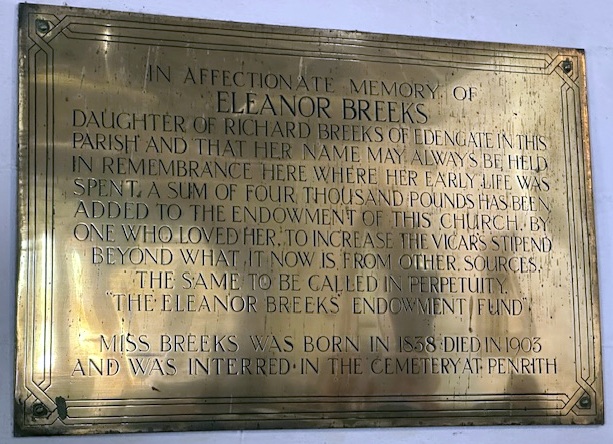 IN AFFECTIONATE MEMORY OF
ELEANOR BREEKS
DAUGHTER OF RICHARD BREEKS OF EDENGATE IN THIS
PARISH AND THAT HER NAME MAY ALWAYS BE HELD
IN REMEMBRANCE HERE WHERE HER EARLY LIFE WAS
SPENT, A SUM OF FOUR THOUSAND POUNDS HAS BEEN
ADDED TO THE ENDOWMENT OF THIS CHURCH, BY
ONE WHO LOVED HER, TO INCREASE THE VICAR'S STIPEND
BEYOND WHAT IT NOW IS FROM OTHER SOURCES,
THE SAME TO BE CALLED IN PERPETUITY
"THE ELEANOR BREEKS ENDOWMENT FUND".
MISS BREEKS WAS BORN IN 1838·DIED IN 1903
AND WAS INTERRED·IN THE CEMETERY AT·PENRITH